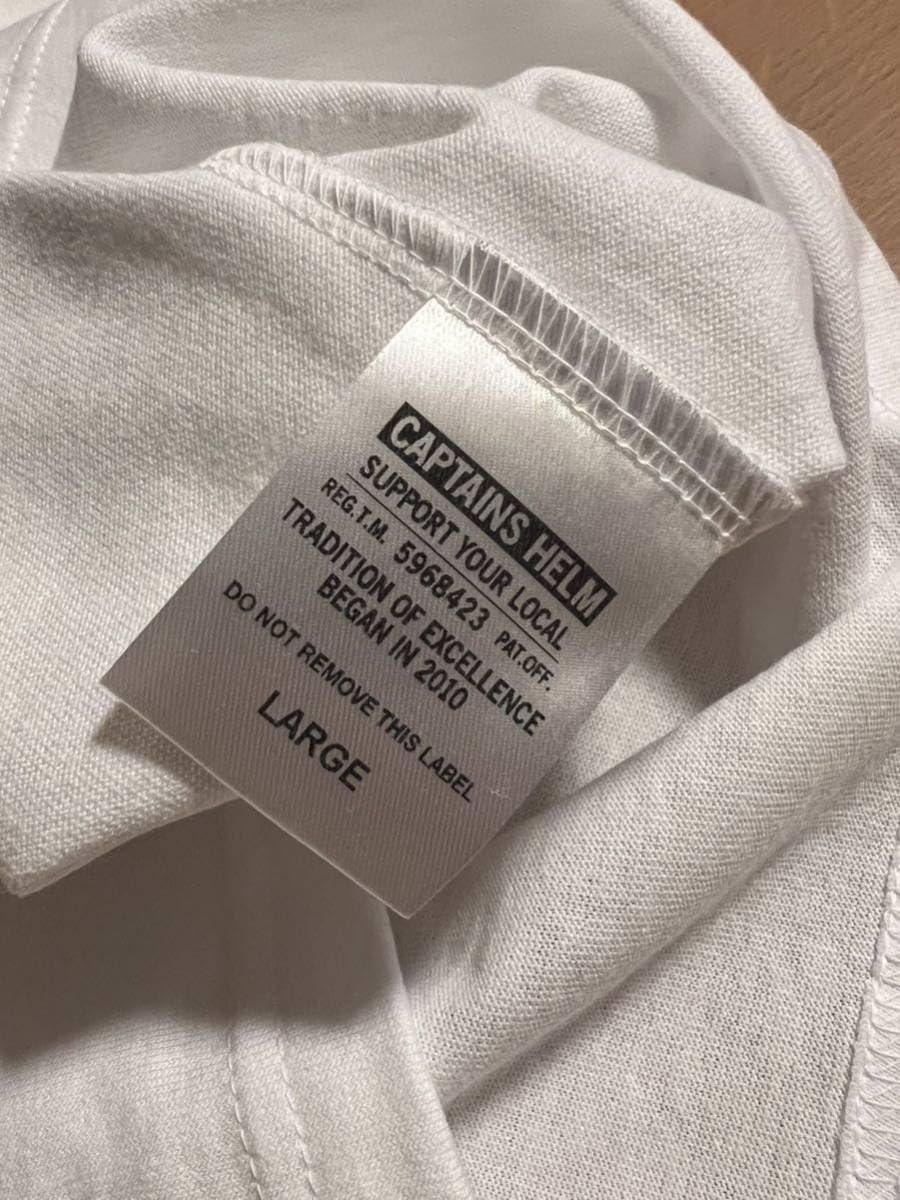 CAPTAINS HELM
SUPPORT YOUR LOCAL
REG.T.M. 5968423 PAT.OFF.
TRADITION OF EXCELLENCE
BEGAN IN 2010
DO NOT REMOVE THIS LABEL
LARGE